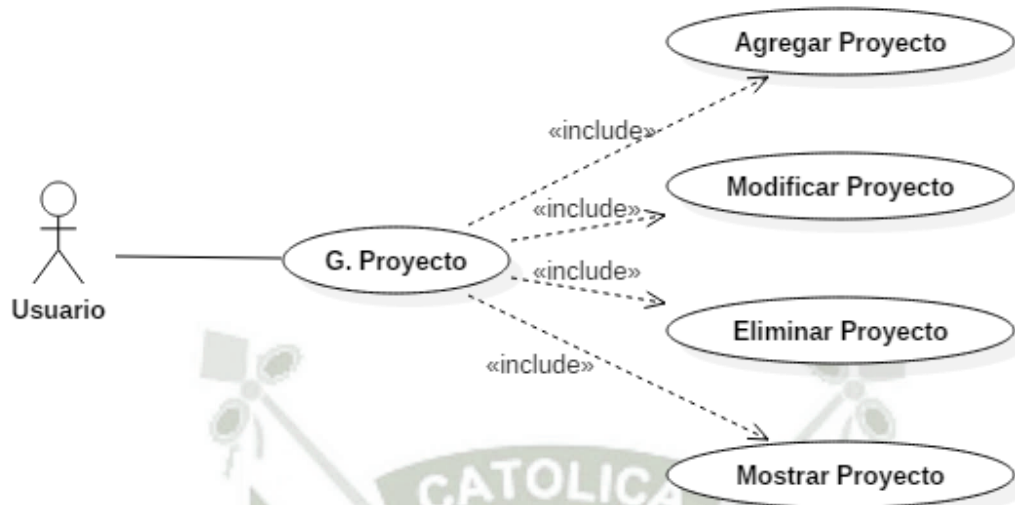 Agregar Proyecto
«include»
Modificar Proyecto
«include»
G. Proyecto
«include»
Usuario
Eliminar Proyecto
«include»
Mostrar Proyecto
CATOLICA